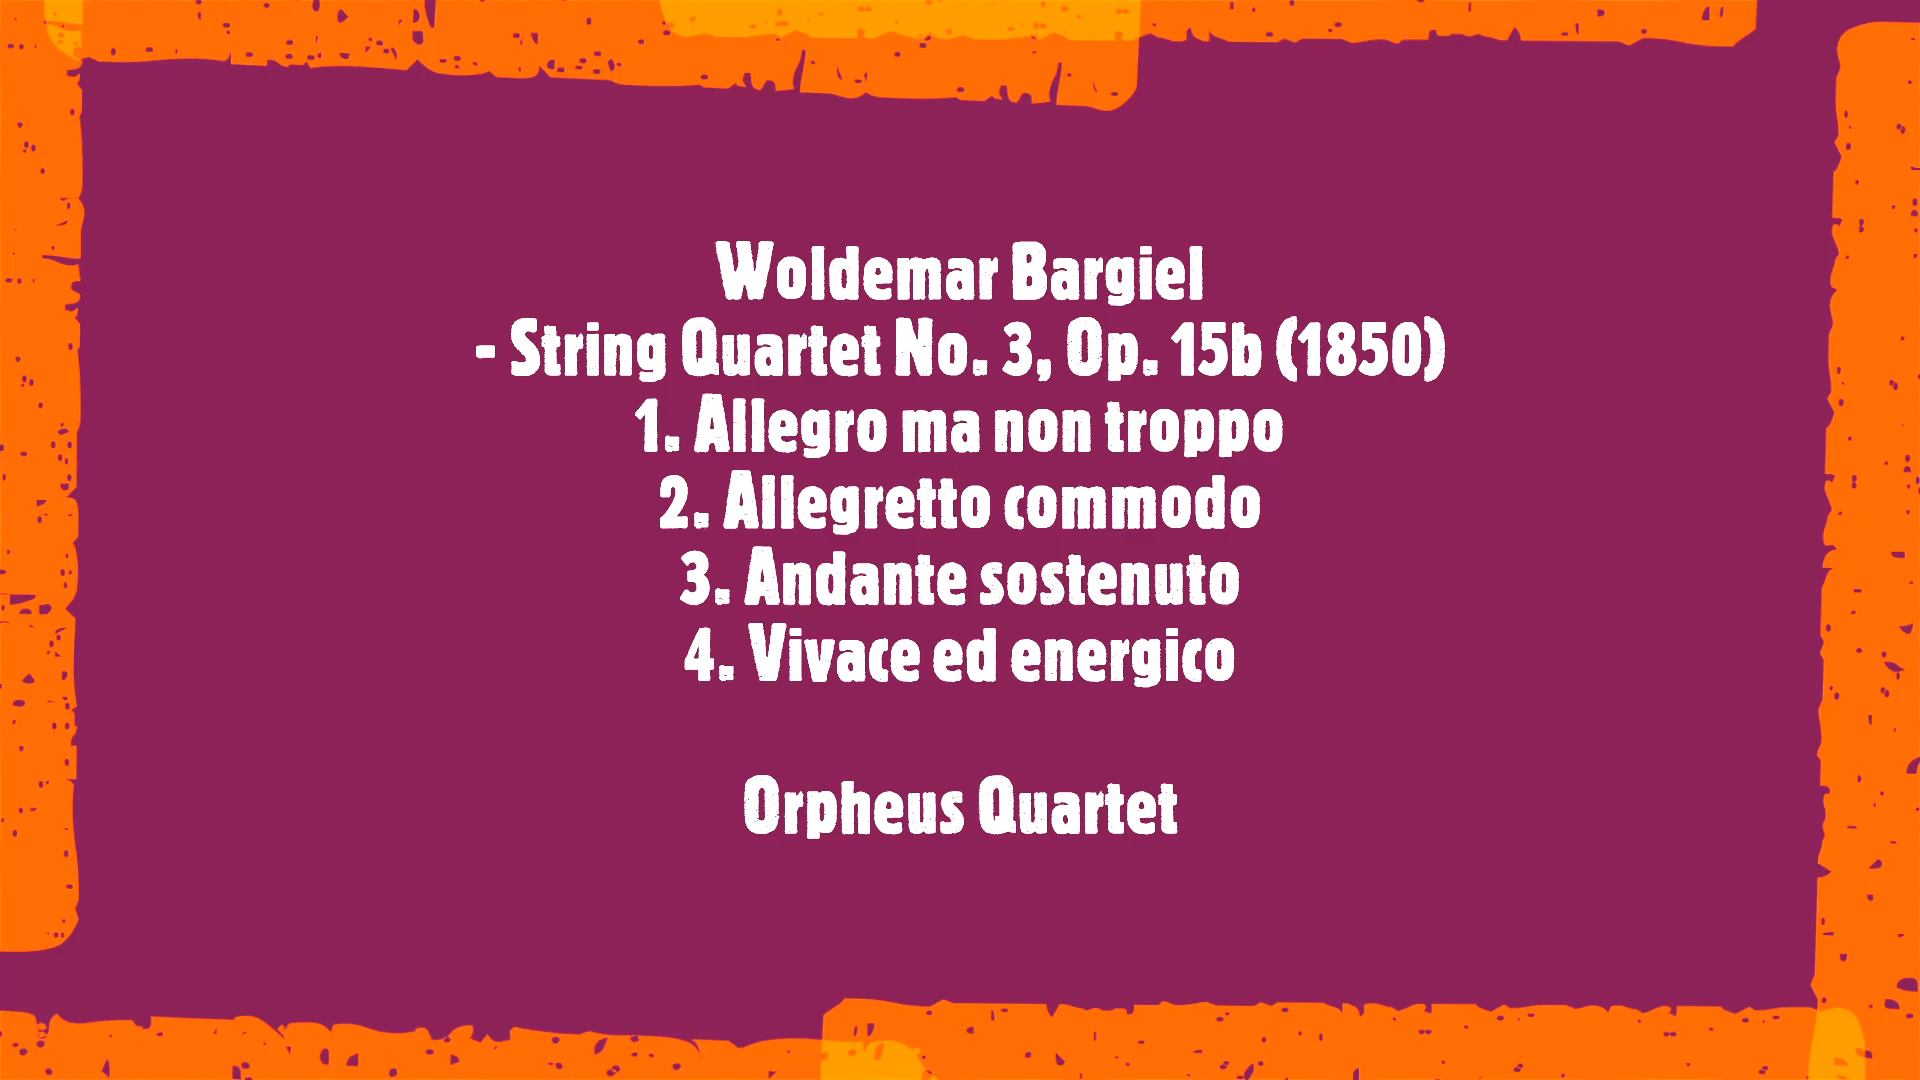 Woldemar Bargiel
- String Quartet No. 3, Op. 15b (1850)
1. Allegro ma non troppo
2. Allegretto commodo
3. Andante sostenuto
4. Vivace ed energico
Orpheus Quartet